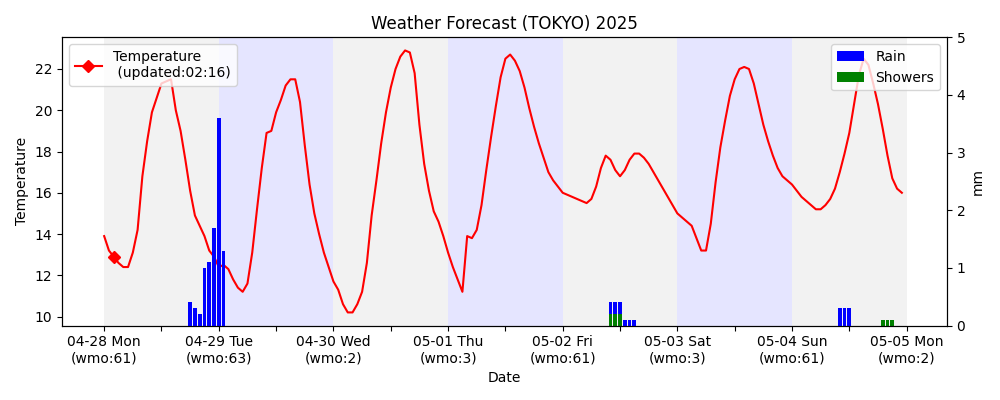 Weather Forecast (TOKYO) 2025
Temperature
(updated:02:16)
Rain
Showers
Temperature
22
20
18
16
14
12
10
5
4
3
2
1
0
mm
04-28 Mon 04-29 Tue 04-30 Wed 05-01 Thu 05-02 Fri 05-03 Sat 05-04 Sun 05-05 Mon
(wmo:61) (wmo:63) (wmo:2) (wmo:3) (wmo:61) (wmo:3) (wmo:61) (wmo:2)
Date